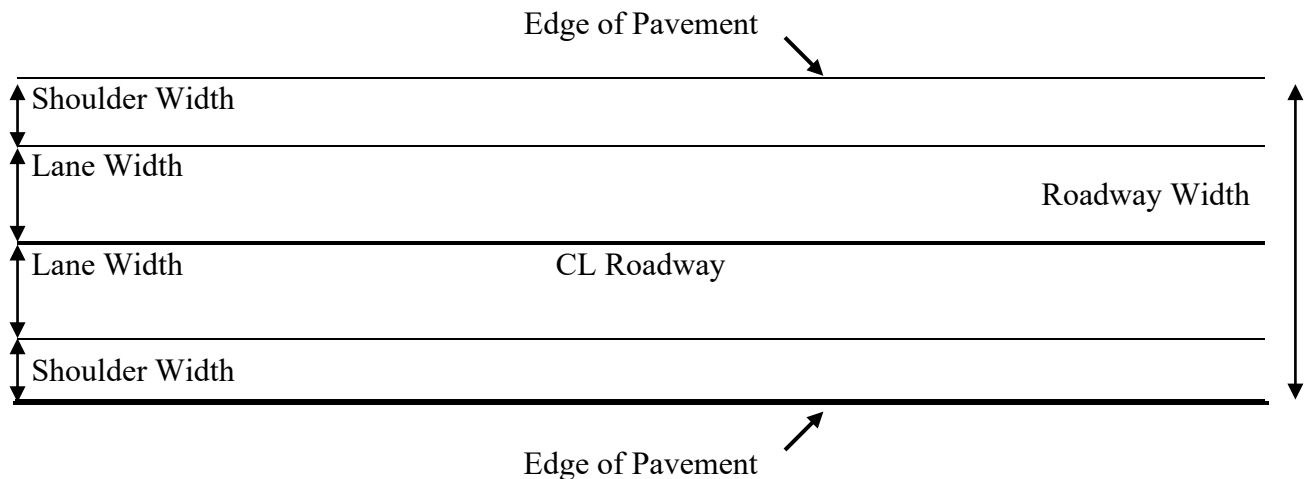 Edge of Pavement
Shoulder Width
Lane Width
Roadway Width
Lane Width
CL Roadway
Shoulder Width
Edge of Pavement